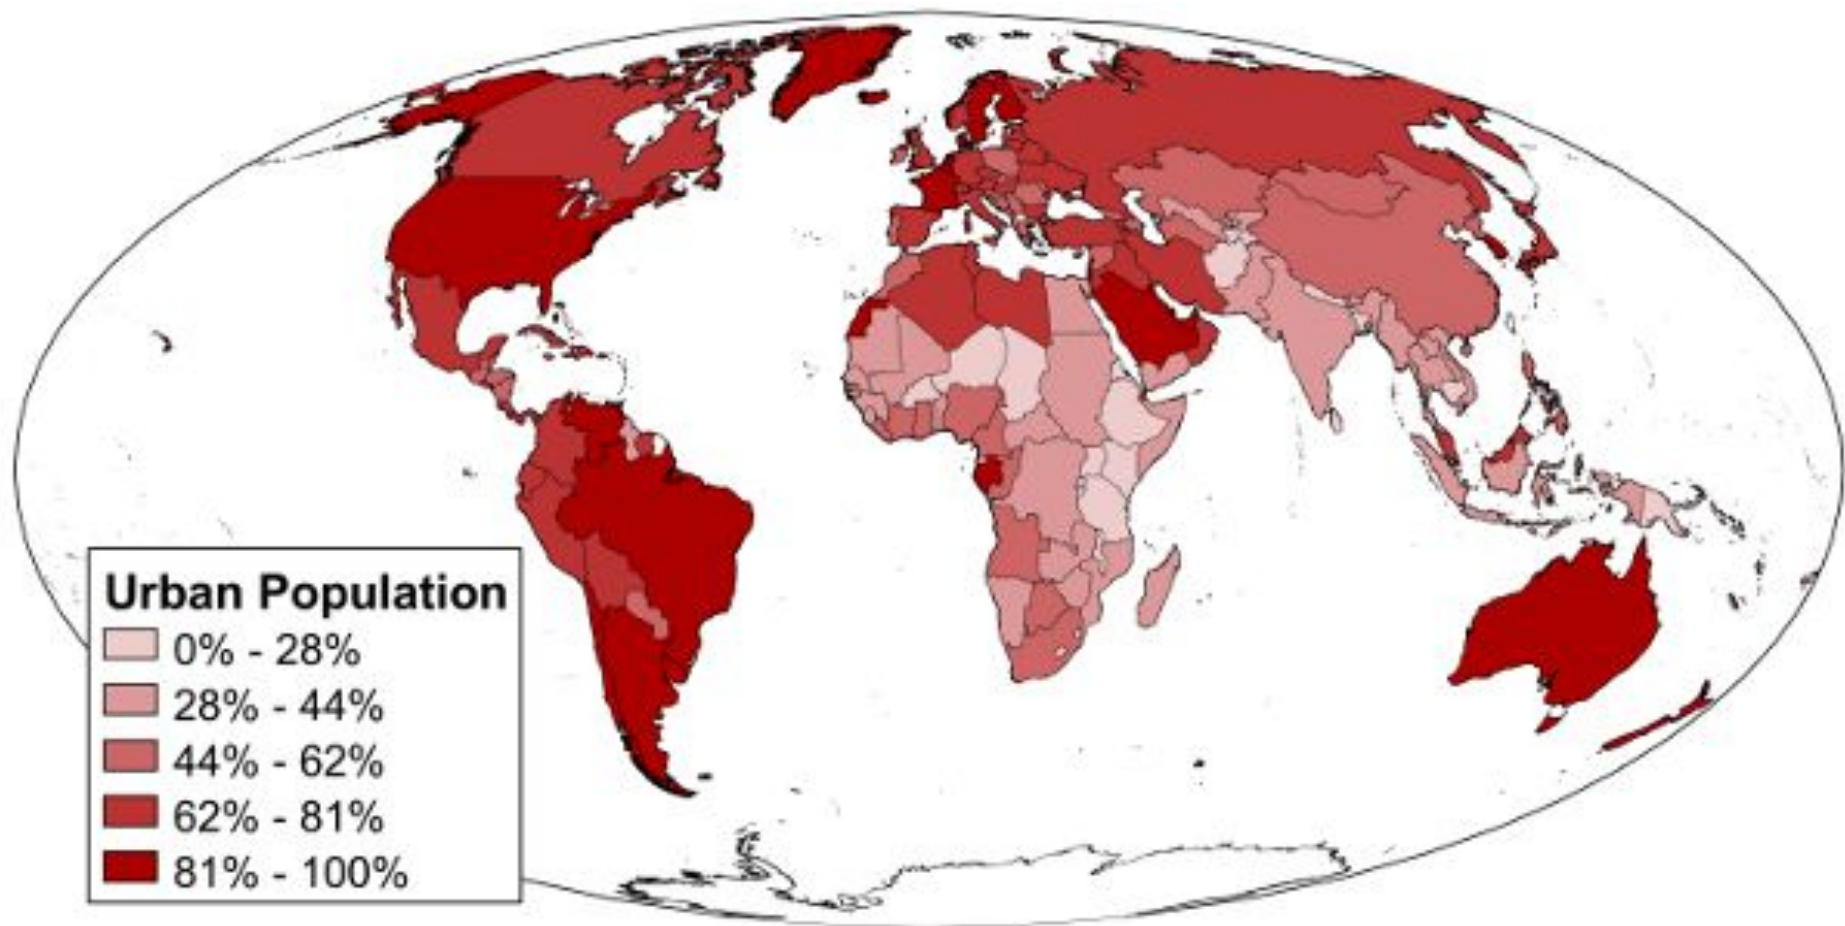 Urban Population
0% - 28%
28% - 44%
44% - 62%
62% - 81%
81% - 100%